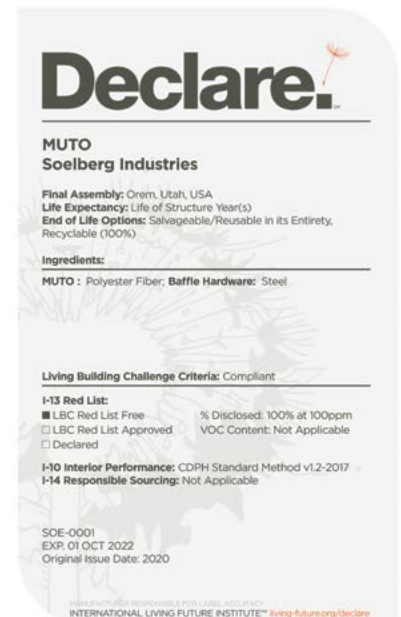 Declare.
MUTO
Soelberg Industries
Final Assembly: Orem, Utah, USA
Life Expectancy: Life of Structure Year(s)
End of Life Options: Salvageable/Reusable in its Entirety,
Recyclable (100%)
Ingredients:
MUTO : Polyester Fiber; Baffle Hardware: Steel
Living Building Challenge Criteria: Compliant
I-13 Red List:
■ LBC Red List Free % Disclosed: 100% at 100ppm
□ LBC Red List Approved VOC Content: Not Applicable
□ Declared
I-10 Interior Performance: CDPH Standard Method v1.2-2017
I-14 Responsible Sourcing: Not Applicable
SOE-0001
EXP. 01 OCT 2022
Original Issue Date: 2020
MANUFACTURER RESPONSIBLE FOR LABEL ACCURACY
INTERNATIONAL LIVING FUTURE INSTITUTE™ living-future.org/declare